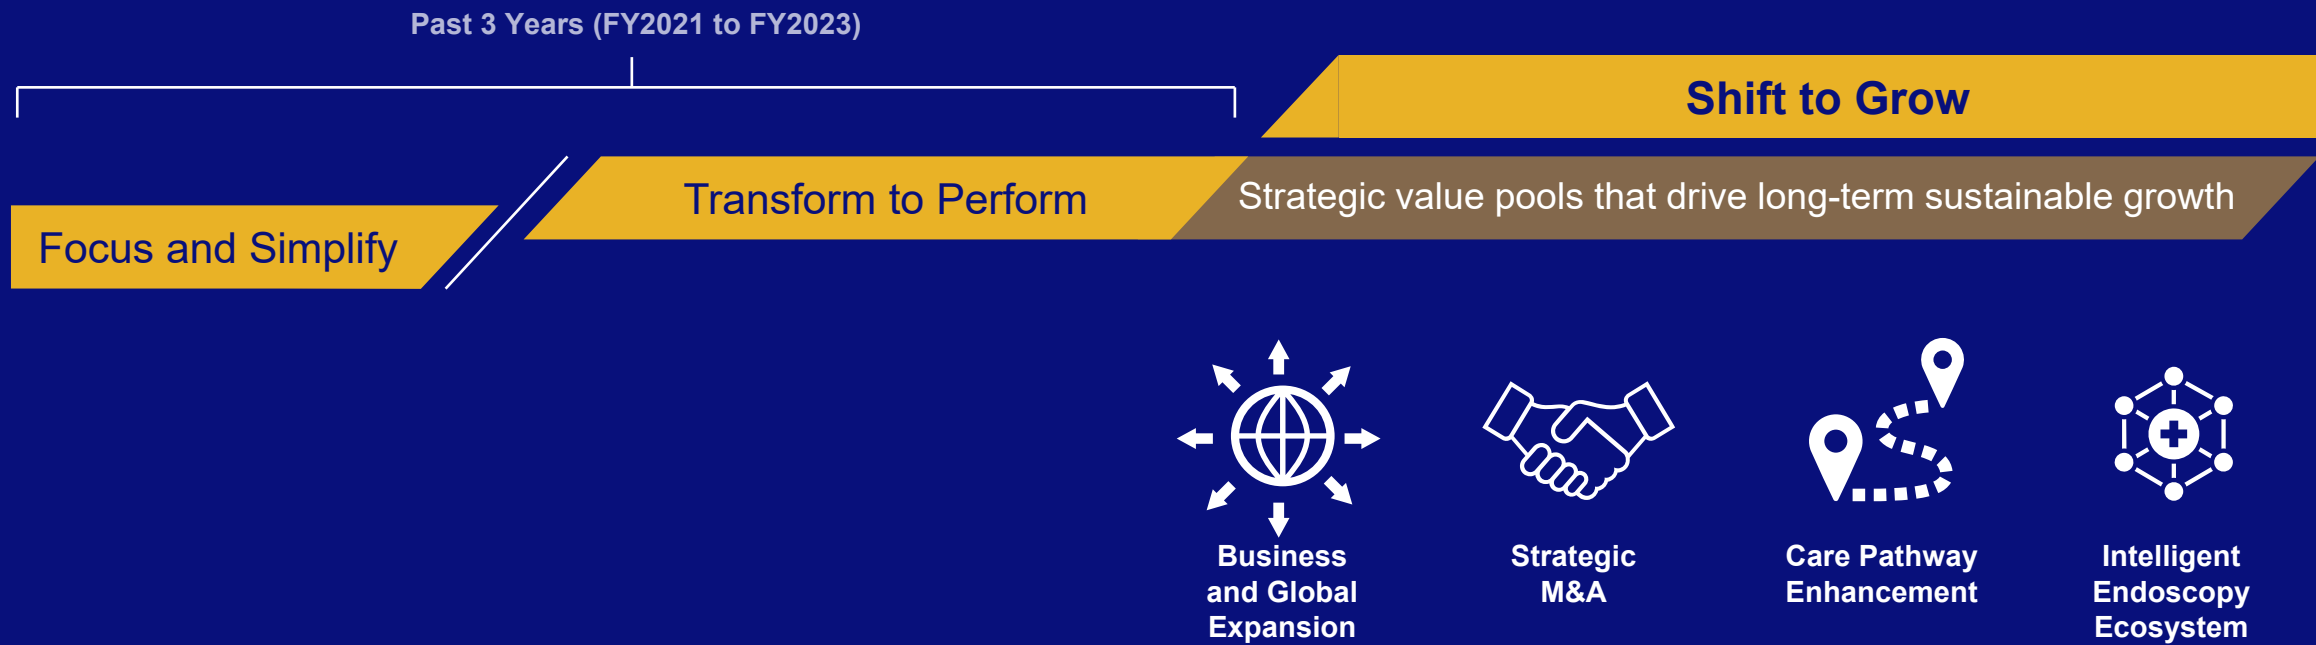 Past 3 Years (FY2021 to FY2023)
Shift to Grow
Transform to Perform
Strategic value pools that drive long-term sustainable growth
Focus and Simplify
Business
and Global
Expansion
Strategic
M&A
Care Pathway
Enhancement
Intelligent
Endoscopy
Ecosystem